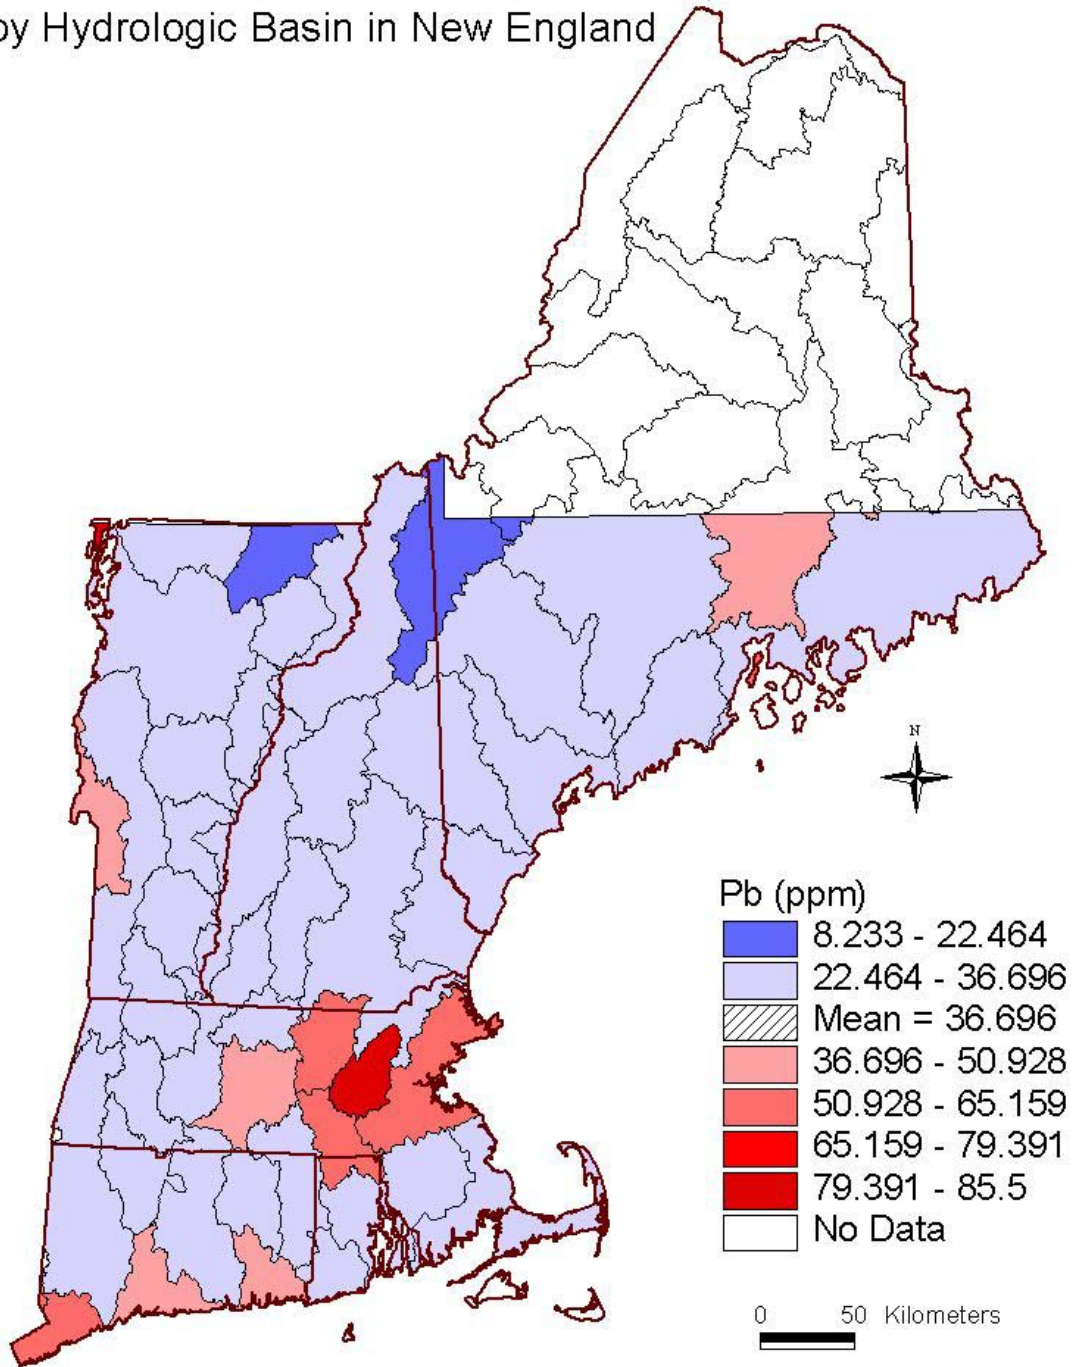 by Hydrologic Basin in New England
N
Pb (ppm)
8.233 - 22.464
22.464 - 36.696
Mean = 36.696
36.696 - 50.928
50.928 - 65.159
65.159 - 79.391
79.391 - 85.5
No Data
0 50 Kilometers